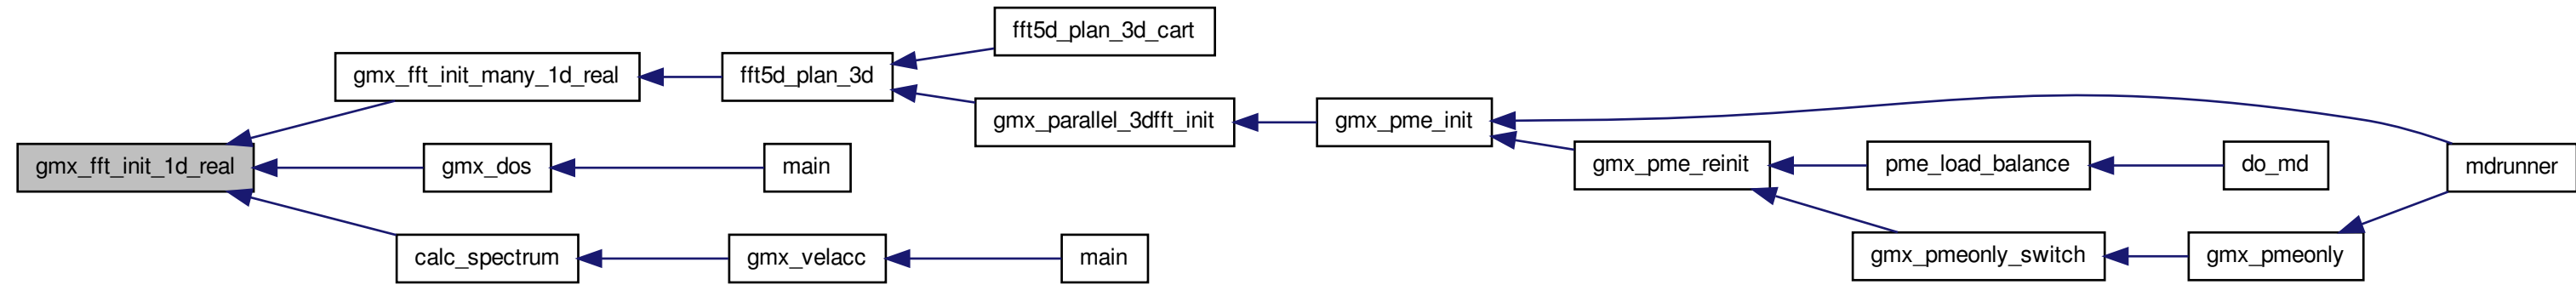 fft5d_plan_3d_cart
gmx_fft_init_many_1d_real
fft5d_plan_3d
gmx_parallel_3dfft_init
gmx_pme_init
gmx_fft_init_1d_real
gmx_dos
main
gmx_pme_reinit
pme_load_balance
do_md
mdrunner
calc_spectrum
gmx_velacc
main
gmx_pmeonly_switch
gmx_pmeonly